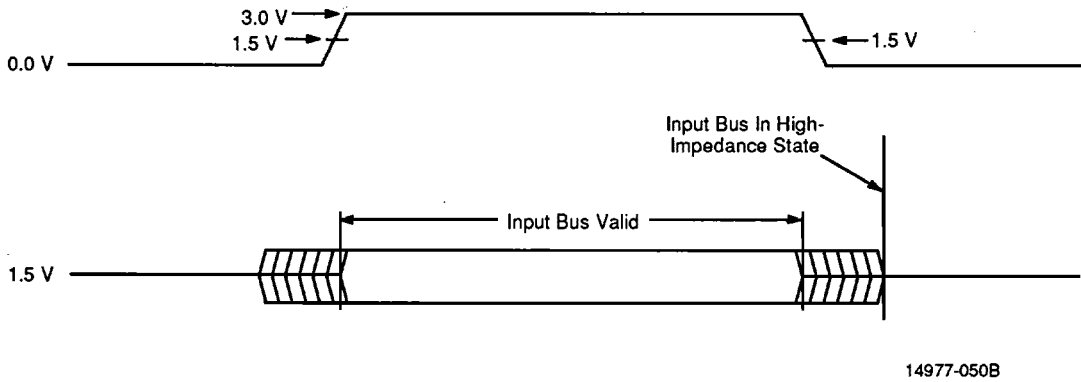 3.0 V
1.5 V
1.5 V
0.0 V
Input Bus In High-
Impedance State
Input Bus Valid
1.5 V
14977-050B